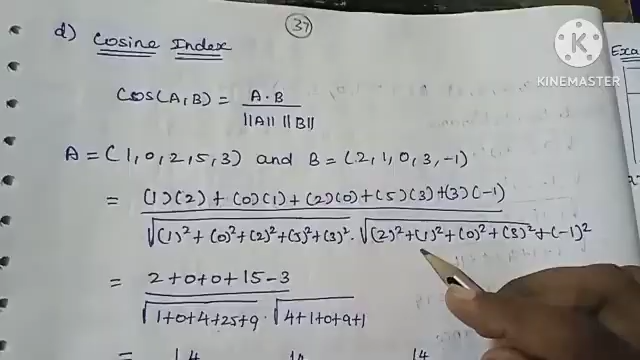 37
d) Cosine Index
K
KINEMASTER
Exa
Cos(A,B) = A·B / ||A|| ||B||
A = (1,0,2,5,3) and B = (2,1,0,3,-1)
= (1)(2) + (0)(1) + (2)(0) + (5)(3) + (3)(-1) / √(1)²+(0)²+(2)²+(5)²+(3)² · √(2)²+(1)²+(0)²+(3)²+(-1)²
= 2+0+0+15-3 / √1+0+4+25+9 · √4+1+0+9+1
= 14 14